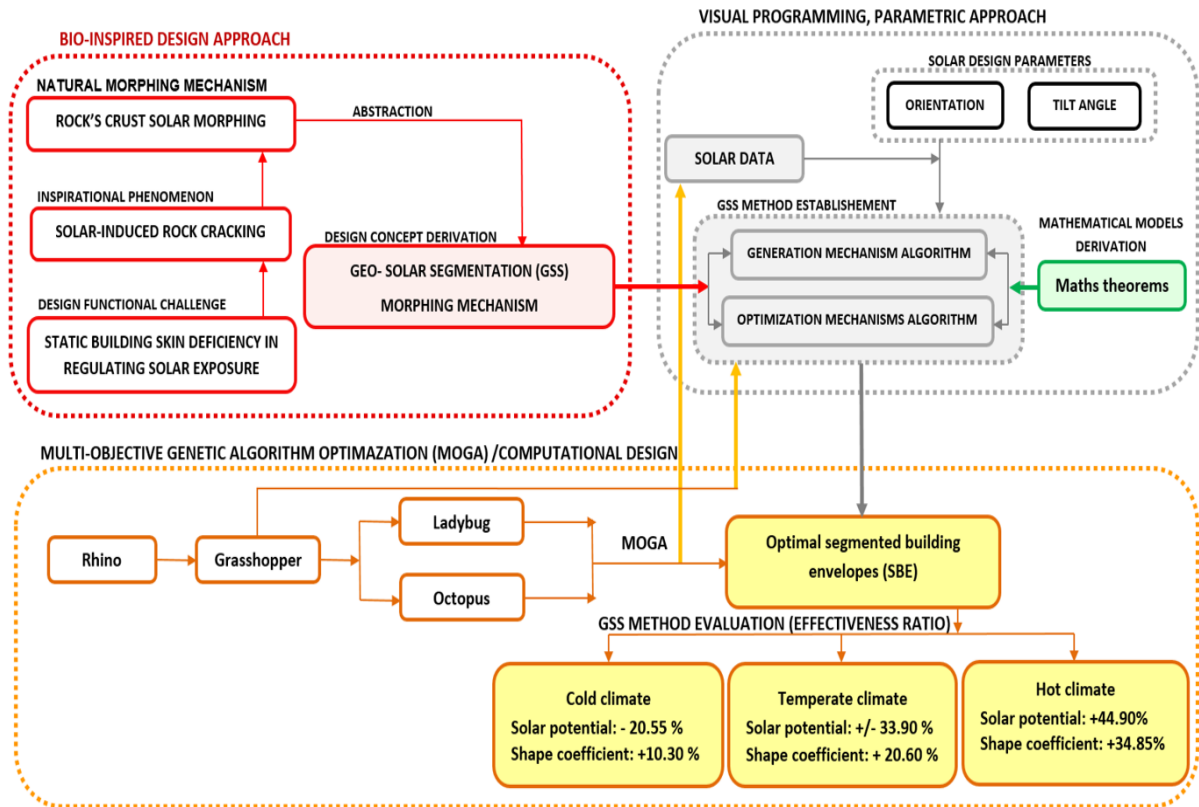 BIO-INSPIRED DESIGN APPROACH
NATURAL MORPHING MECHANISM
ROCK'S CRUST SOLAR MORPHING
ABSTRACTION
INSPIRATIONAL PHENOMENON
SOLAR-INDUCED ROCK CRACKING
DESIGN CONCEPT DERIVATION
GEO- SOLAR SEGMENTATION (GSS)
MORPHING MECHANISM
DESIGN FUNCTIONAL CHALLENGE
STATIC BUILDING SKIN DEFICIENCY IN
REGULATING SOLAR EXPOSURE
VISUAL PROGRAMMING, PARAMETRIC APPROACH
SOLAR DESIGN PARAMETERS
ORIENTATION
TILT ANGLE
SOLAR DATA
GSS METHOD ESTABLISHEMENT
GENERATION MECHANISM ALGORITHM
OPTIMIZATION MECHANISMS ALGORITHM
MATHEMATICAL MODELS
DERIVATION
Maths theorems
MULTI-OBJECTIVE GENETIC ALGORITHM OPTIMAZATION (MOGA) /COMPUTATIONAL DESIGN
Rhino
Grasshopper
Ladybug
Octopus
MOGA
Optimal segmented building
envelopes (SBE)
GSS METHOD EVALUATION (EFFECTIVENESS RATIO)
Cold climate
Solar potential: - 20.55 %
Shape coefficient: +10.30 %
Temperate climate
Solar potential: +/- 33.90 %
Shape coefficient: + 20.60 %
Hot climate
Solar potential: +44.90%
Shape coefficient: +34.85%